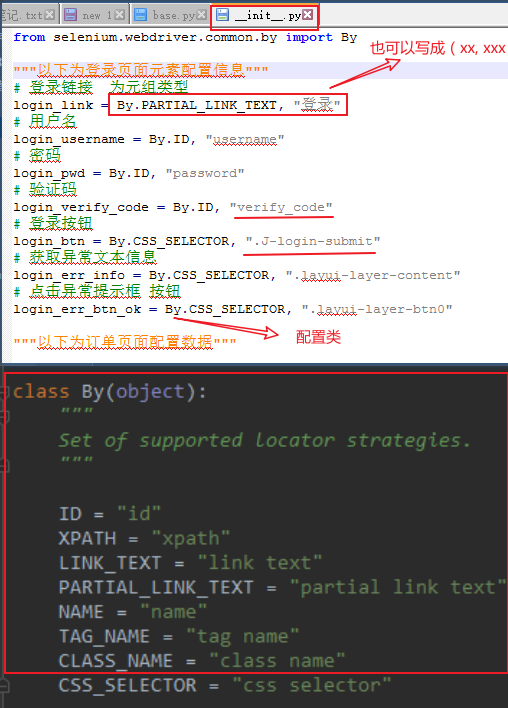 笔记.txt
new 1
base.py
__init__.py
from selenium.webdriver.common.by import By
也可以写成（xx, xxx
"""以下为登录页面元素配置信息"""
# 登录链接  为元组类型
login_link = By.PARTIAL_LINK_TEXT, "登录"
# 用户名
login_username = By.ID, "username"
# 密码
login_pwd = By.ID, "password"
# 验证码
login_verify_code = By.ID, "verify_code"
# 登录按钮
login_btn = By.CSS_SELECTOR, ".J-login-submit"
# 获取异常文本信息
login_err_info = By.CSS_SELECTOR, ".layui-layer-content"
# 点击异常提示框 按钮
login_err_btn_ok = By.CSS_SELECTOR, ".layui-layer-btn0"
配置类
"""以下为订单页面配置数据"""
class By(object):
"""
Set of supported locator strategies.
"""
ID = "id"
XPATH = "xpath"
LINK_TEXT = "link text"
PARTIAL_LINK_TEXT = "partial link text"
NAME = "name"
TAG_NAME = "tag name"
CLASS_NAME = "class name"
CSS_SELECTOR = "css selector"